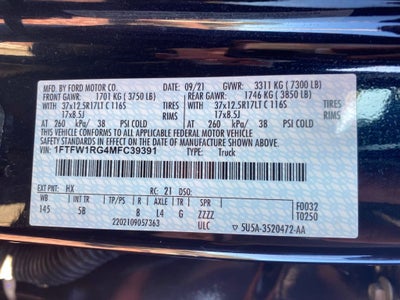 MFD. BY FORD MOTOR CO. DATE: 09/21 GVWR: 3311 KG ( 7300 LB)
FRONT GAWR: 1701 KG ( 3750 LB) REAR GAWR: 1746 KG ( 3850 LB)
37x12.5R17LT C 116S TIRES 37x12.5R17LT C 116S TIRES
17x8.5J RIMS 17x8.5J RIMS
AT 260 kPa/ 38 PSI COLD AT 260 kPa/ 38 PSI COLD
THIS VEHICLE CONFORMS TO ALL APPLICABLE FEDERAL MOTOR VEHICLE
SAFETY STANDARDS IN EFFECT ON THE DATE OF MANUFACTURE SHOWN ABOVE.
VIN: 1FTFW1RG4MFC39391 TYPE: Truck
EXT PNT: HX RC: 21 DSO:
WB INT TR TP/PS R AXLE TR SPR F0032
145 5B 8 L4 G ZZZZ T0250
2202109057363 ULC 5U5A-3520472-AA